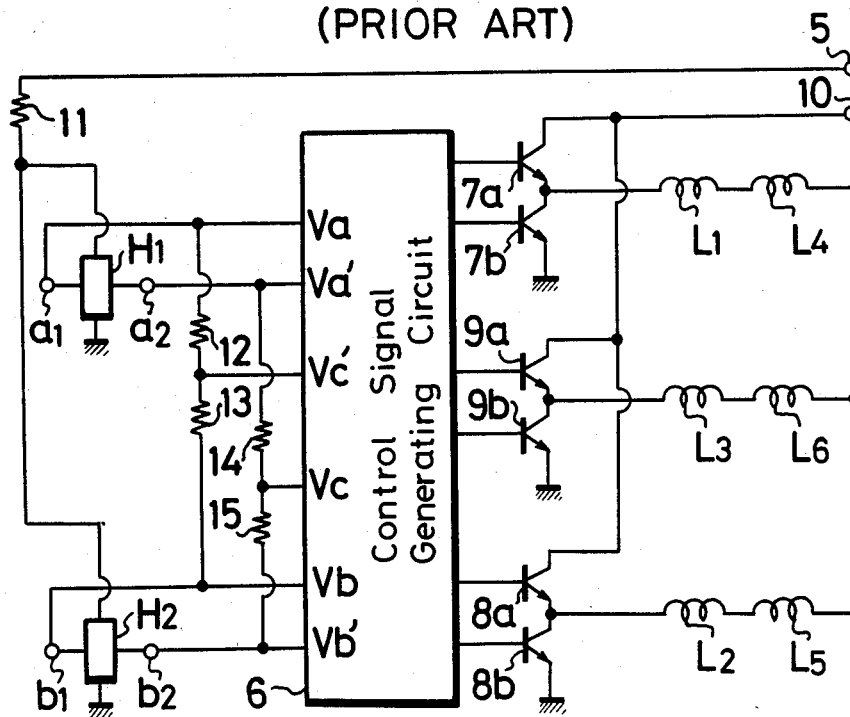 (PRIOR ART)
5
10
11
7a
Va
H1
L1
L4
7b
Va'
a1
a2
12
9a
Vc'
13
9b
14
L3
L6
Vc
15
Control Signal
Generating Circuit
Vb
8a
H2
L2
L5
Vb'
b1
b2
6
8b